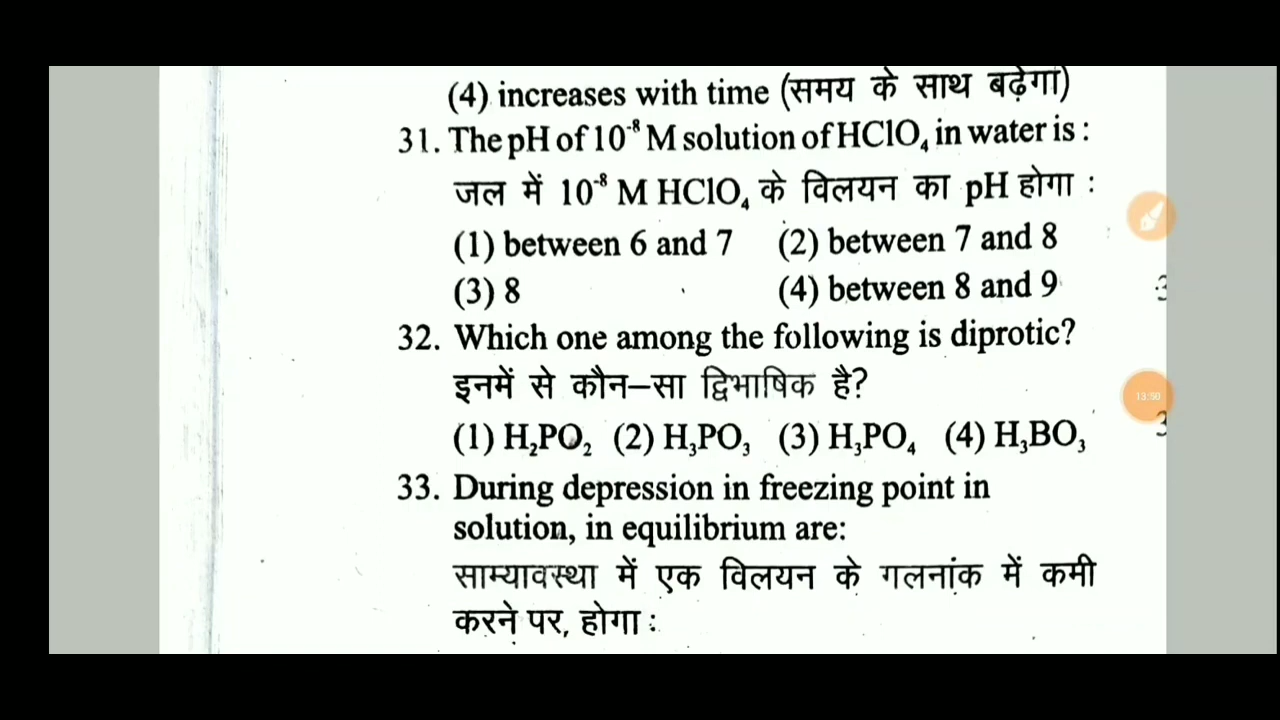 (4) increases with time (समय के साथ बढ़ेगा)
31. The pH of 10⁻⁸ M solution of HClO₄ in water is :
जल में 10⁻⁸ M HClO₄ के विलयन का pH होगा :
(1) between 6 and 7 (2) between 7 and 8
(3) 8 (4) between 8 and 9
32. Which one among the following is diprotic?
इनमें से कौन–सा द्विभाषिक है?
(1) H₂PO₂ (2) H₃PO₃ (3) H₃PO₄ (4) H₃BO₃
33. During depression in freezing point in
solution, in equilibrium are:
साम्यावस्था में एक विलयन के गलनांक में कमी
करने पर, होगा :